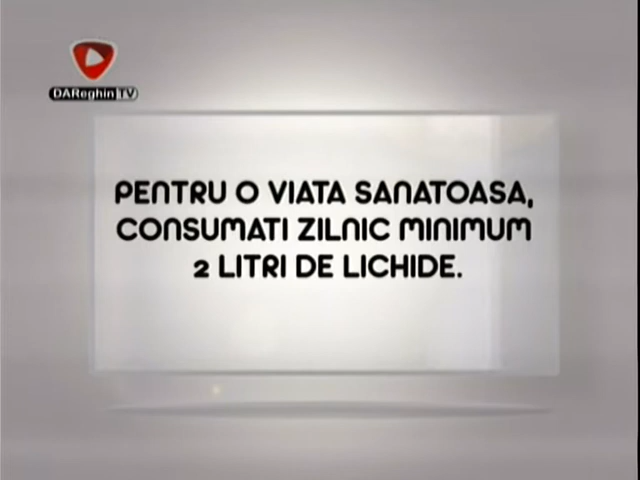 DAReghin TV
PENTRU O VIATA SANATOASA,
CONSUMATI ZILNIC MINIMUM
2 LITRI DE LICHIDE.